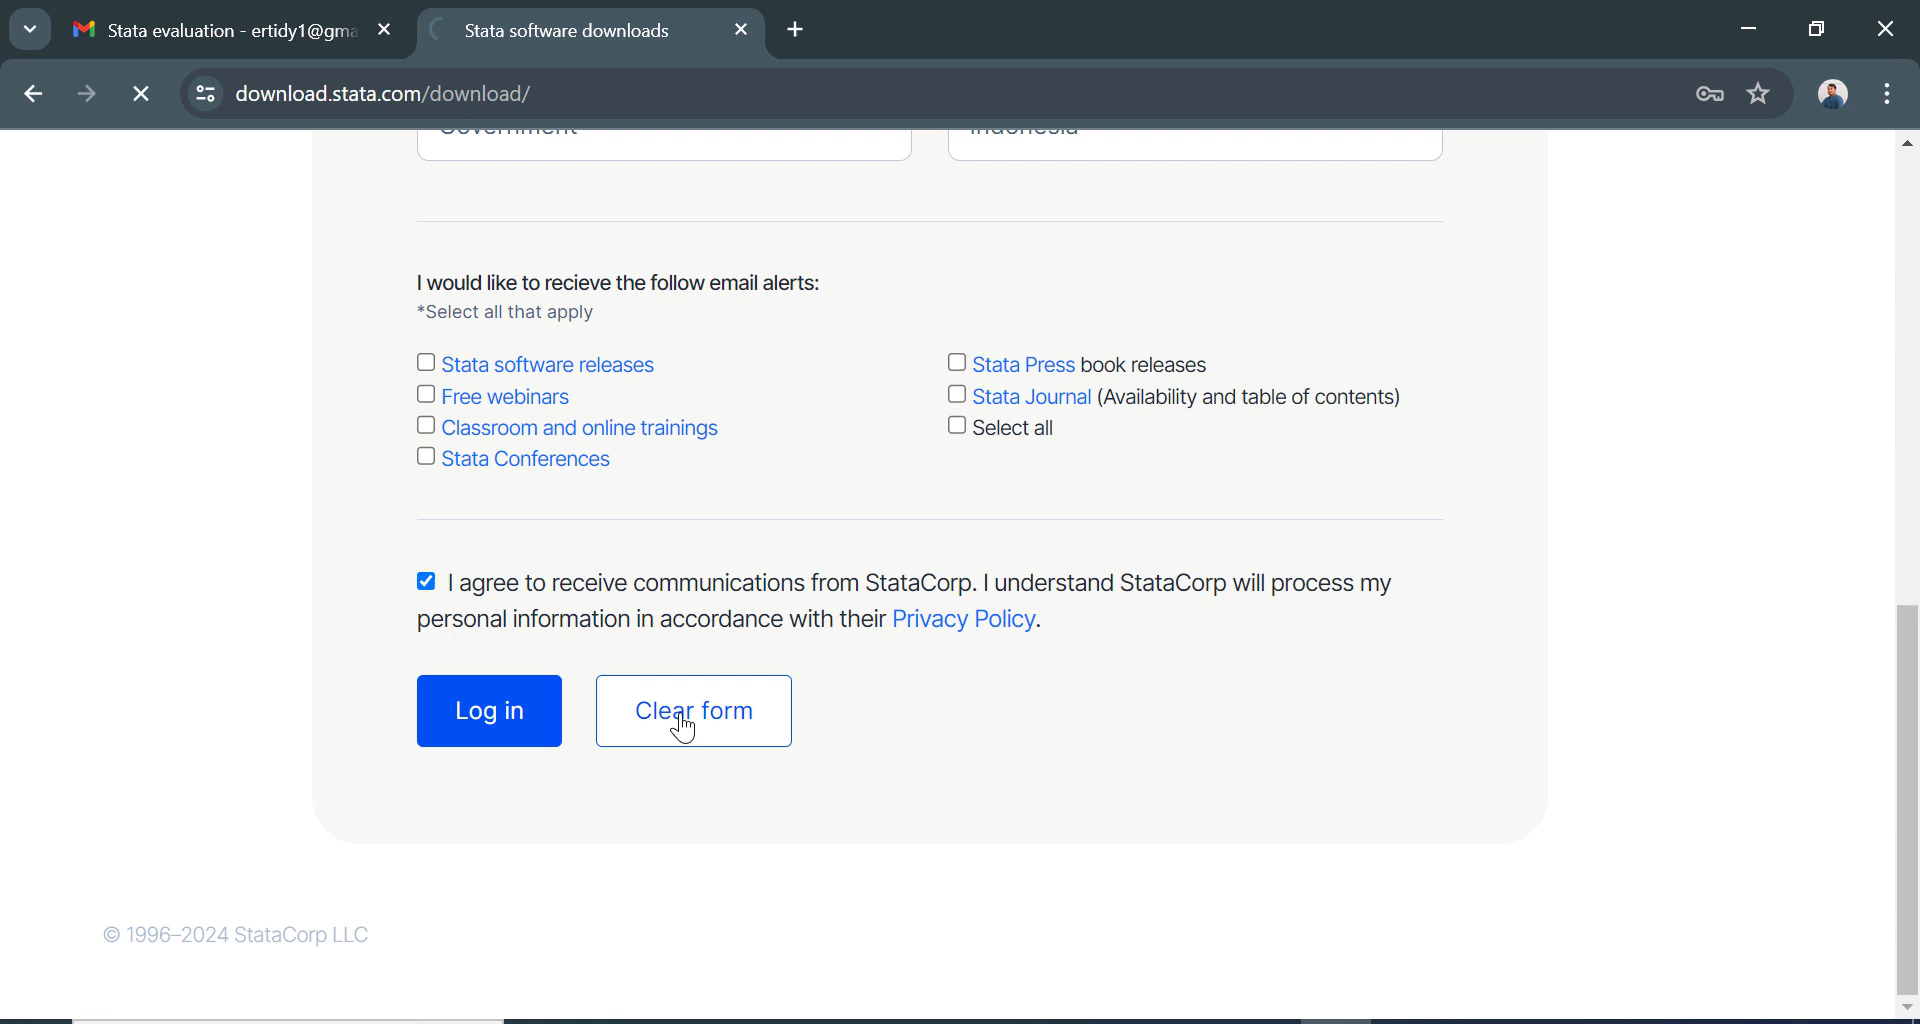 Stata evaluation - ertidy1@gma
Stata software downloads
download.stata.com/download/
Government
Indonesia
I would like to recieve the follow email alerts:
*Select all that apply
Stata software releases
Stata Press book releases
Free webinars
Stata Journal (Availability and table of contents)
Classroom and online trainings
Select all
Stata Conferences
I agree to receive communications from StataCorp. I understand StataCorp will process my
personal information in accordance with their Privacy Policy.
Log in
Clear form
© 1996–2024 StataCorp LLC